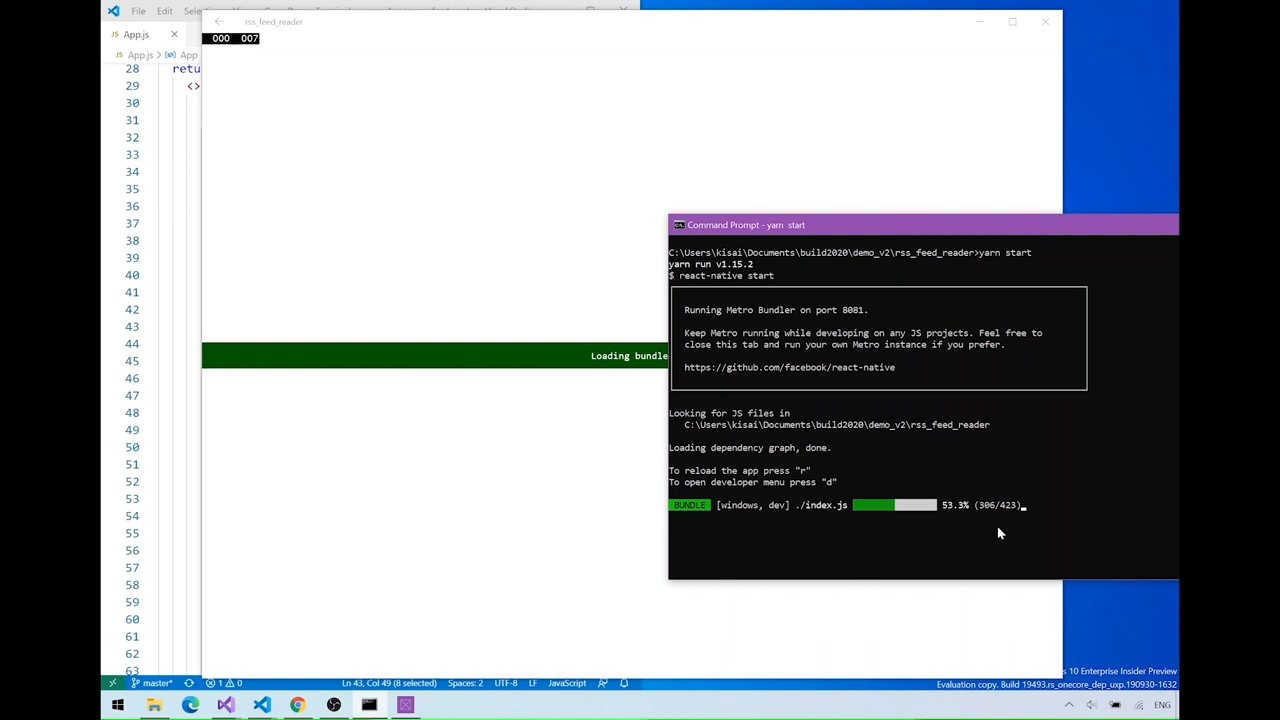 File Edit Selec
rss_feed_reader
App.js
000 007
App.js > App
28 retu
29 <>
30
31
32
33
34
35
36
37
38
39
40
41
42
43
44
45
46
47
48
49
50
51
52
53
54
55
56
57
58
59
60
61
62
63
Loading bundle
Command Prompt - yarn start
C:\Users\kisai\Documents\build2020\demo_v2\rss_feed_reader>yarn start
yarn run v1.15.2
$ react-native start
Running Metro Bundler on port 8081.
Keep Metro running while developing on any JS projects. Feel free to
close this tab and run your own Metro instance if you prefer.
https://github.com/facebook/react-native
Looking for JS files in
C:\Users\kisai\Documents\build2020\demo_v2\rss_feed_reader
Loading dependency graph, done.
To reload the app press "r"
To open developer menu press "d"
BUNDLE [windows, dev] ./index.js 53.3% (306/423)
s 10 Enterprise Insider Preview
Evaluation copy. Build 19493.rs_onecore_dep_uxp.190930-1632
master* 1 0 Ln 43, Col 49 (8 selected) Spaces: 2 UTF-8 LF JavaScript
ENG